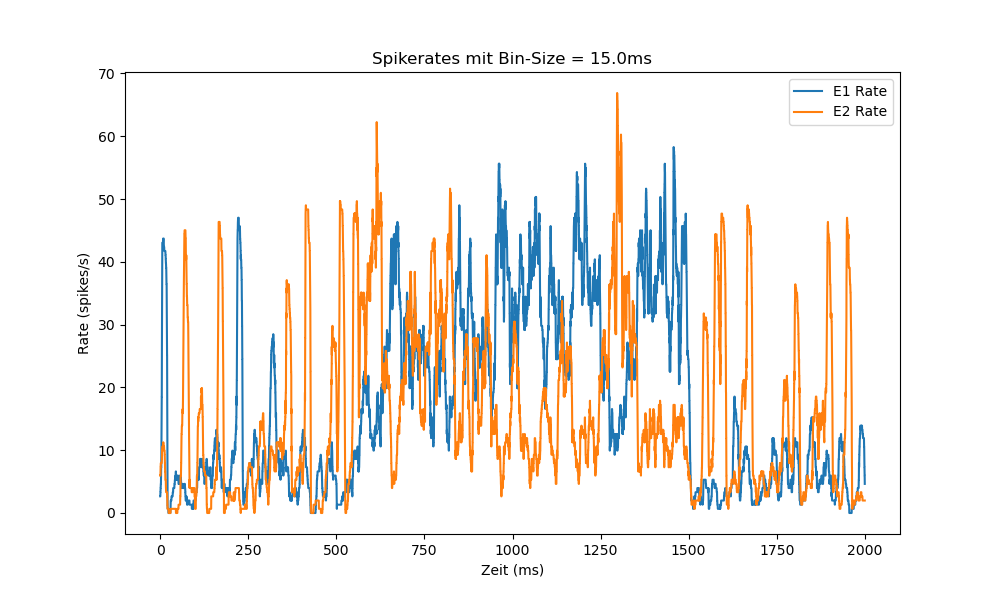 Spikerates mit Bin-Size = 15.0ms
E1 Rate
E2 Rate
70
60
50
40
30
20
10
0
Rate (spikes/s)
0 250 500 750 1000 1250 1500 1750 2000
Zeit (ms)